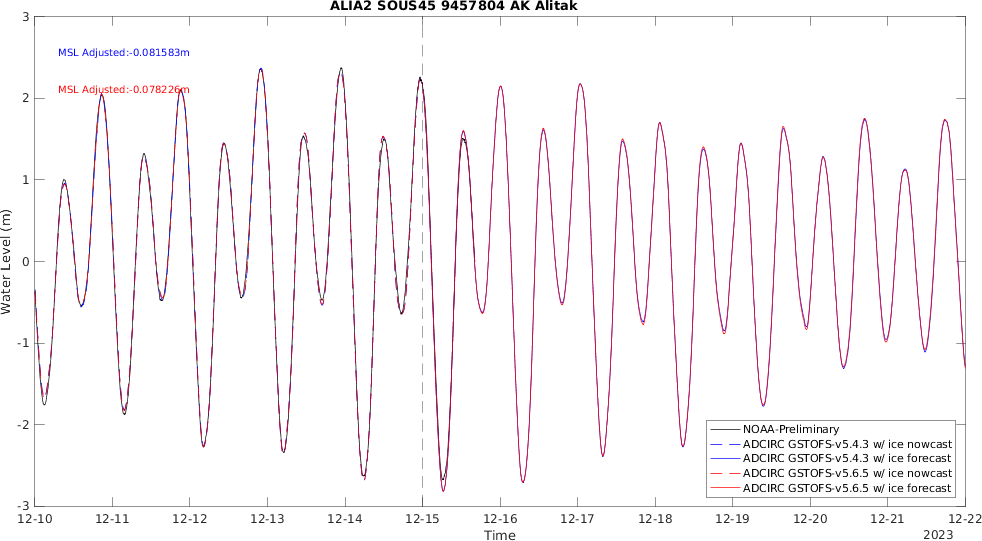 ALIA2 SOUS45 9457804 AK Alitak
3
MSL Adjusted:-0.081583m
MSL Adjusted:-0.078226m
2
1
0
-1
-2
-3
Water Level (m)
NOAA-Preliminary
ADCIRC GSTOFS-v5.4.3 w/ ice nowcast
ADCIRC GSTOFS-v5.4.3 w/ ice forecast
ADCIRC GSTOFS-v5.6.5 w/ ice nowcast
ADCIRC GSTOFS-v5.6.5 w/ ice forecast
12-10 12-11 12-12 12-13 12-14 12-15 12-16 12-17 12-18 12-19 12-20 12-21 12-22
Time 2023